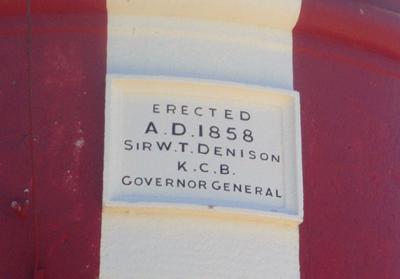 ERECTED
A.D.1858
SIR W.T. DENISON
K.C.B.
GOVERNOR GENERAL